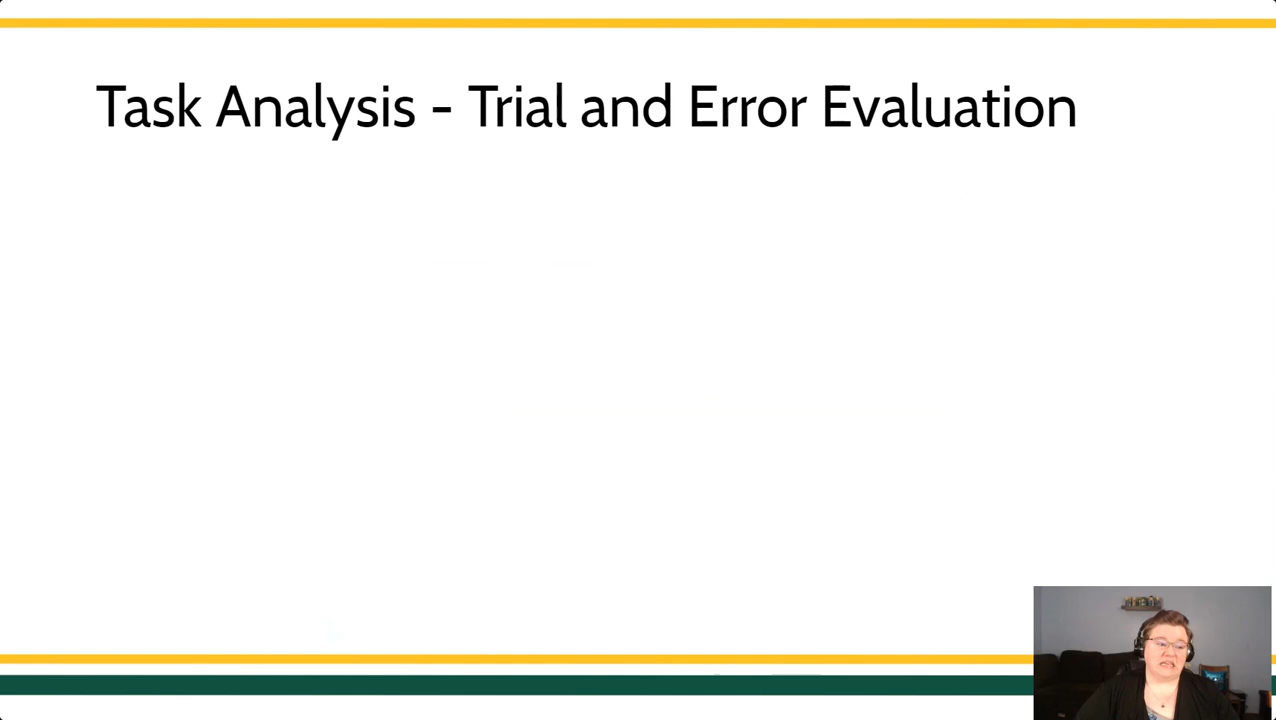 Task Analysis - Trial and Error Evaluation